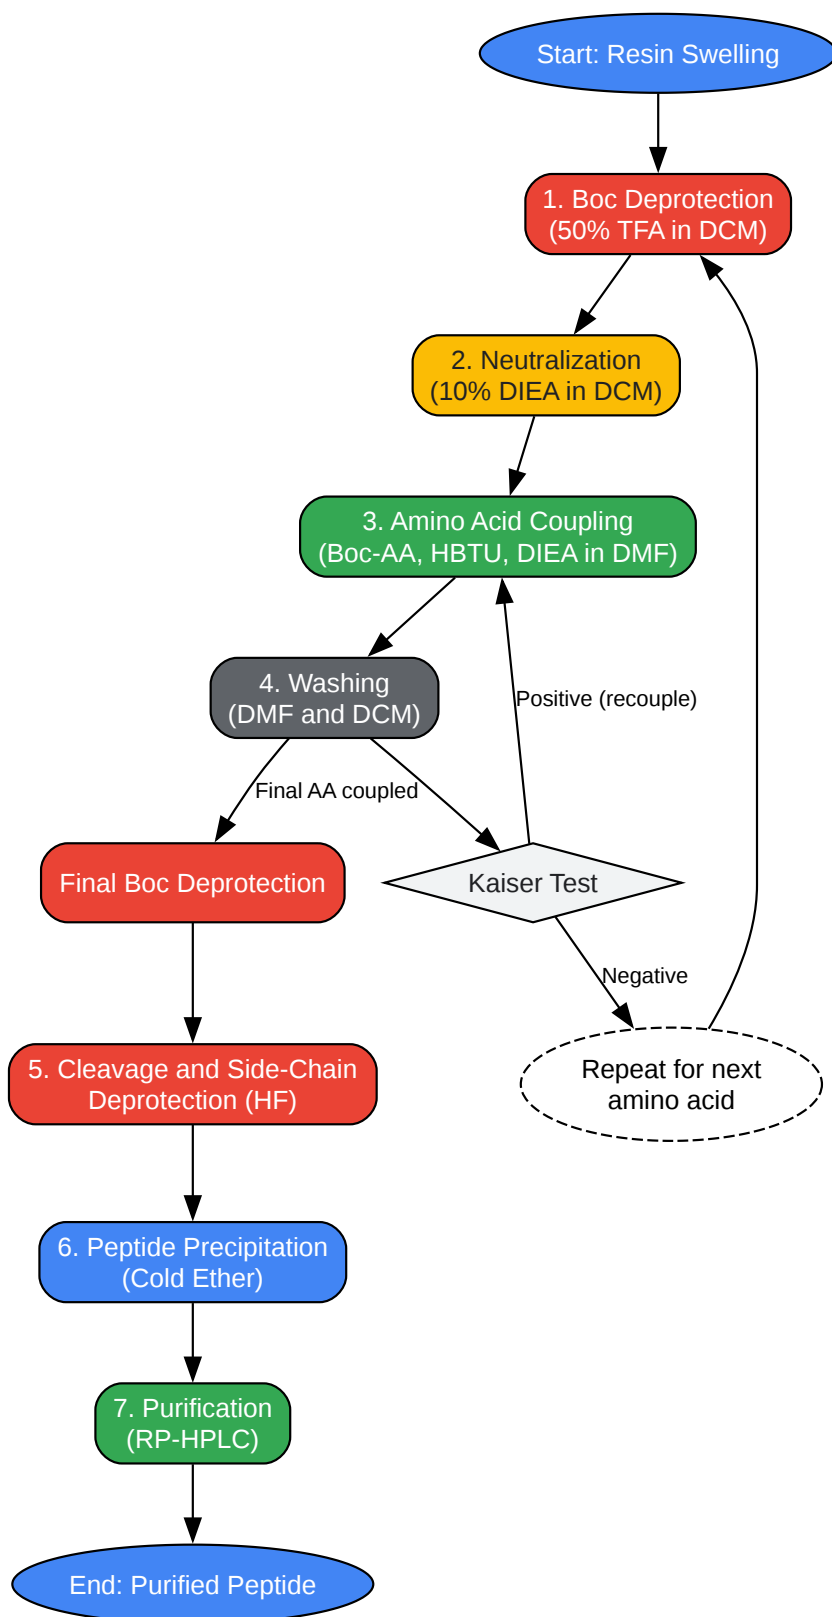 Start: Resin Swelling
1. Boc Deprotection
(50% TFA in DCM)
2. Neutralization
(10% DIEA in DCM)
3. Amino Acid Coupling
(Boc-AA, HBTU, DIEA in DMF)
4. Washing
(DMF and DCM)
Positive (recouple)
Final AA coupled
Final Boc Deprotection
Kaiser Test
Negative
5. Cleavage and Side-Chain
Deprotection (HF)
Repeat for next
amino acid
6. Peptide Precipitation
(Cold Ether)
7. Purification
(RP-HPLC)
End: Purified Peptide